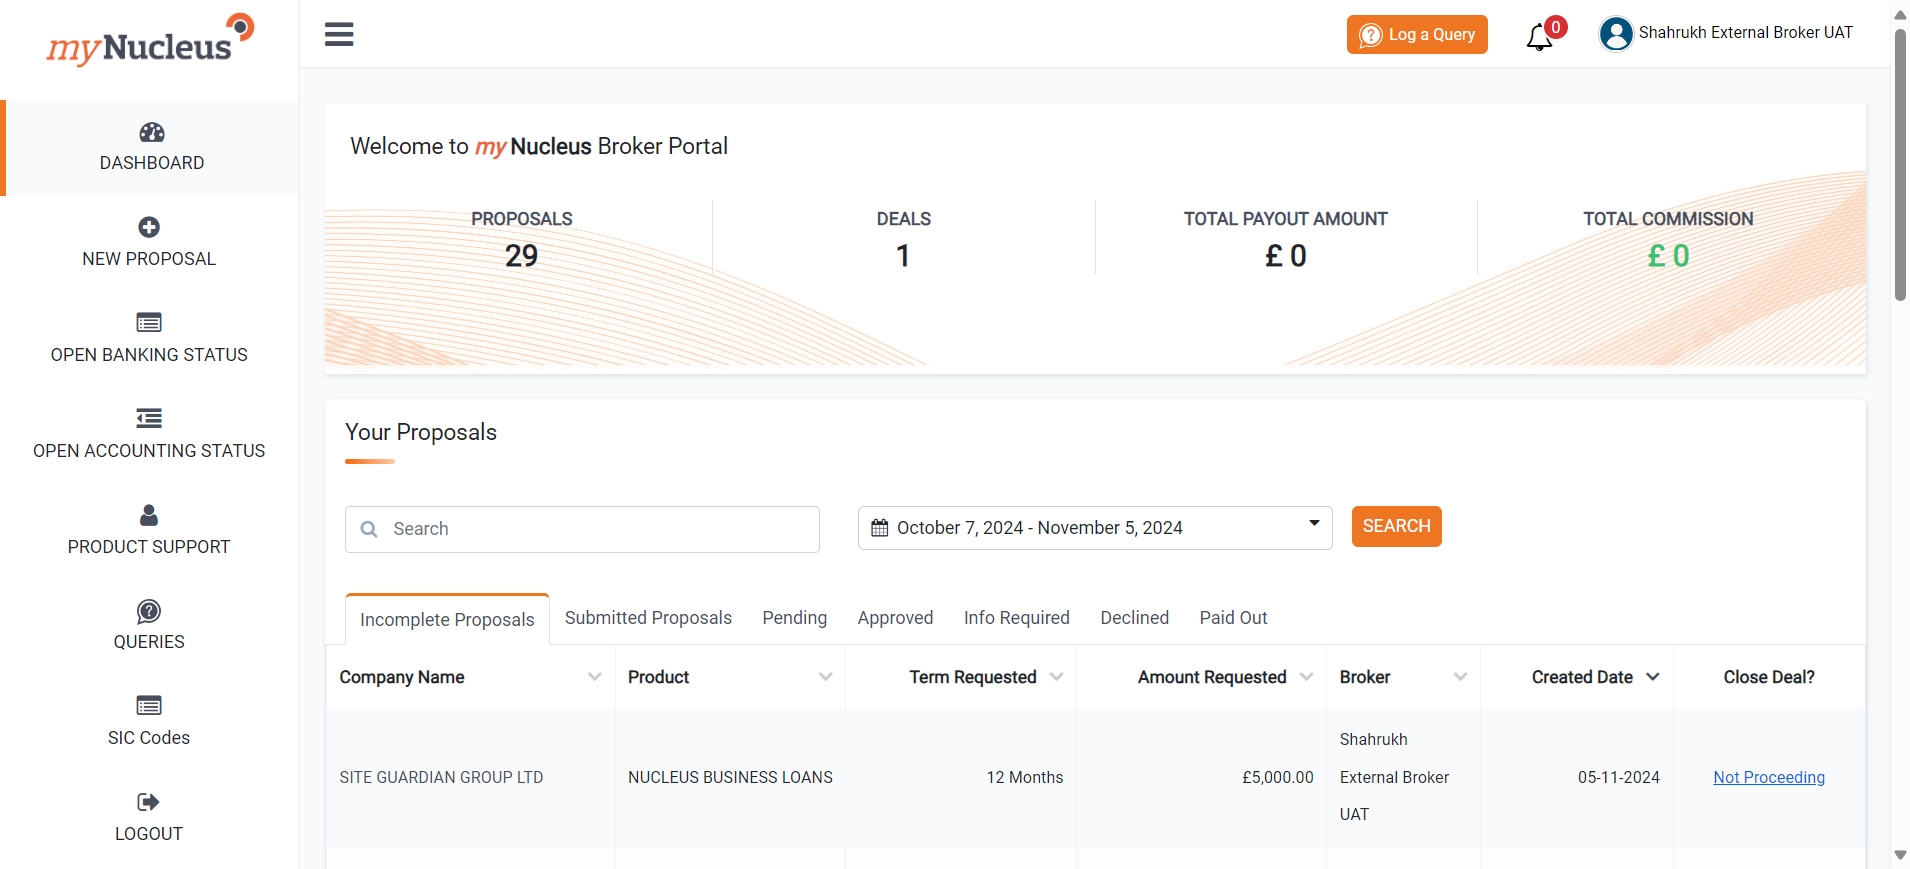 myNucleus
Log a Query
0
Shahrukh External Broker UAT
DASHBOARD
NEW PROPOSAL
OPEN BANKING STATUS
OPEN ACCOUNTING STATUS
PRODUCT SUPPORT
QUERIES
SIC Codes
LOGOUT
Welcome to my Nucleus Broker Portal
PROPOSALS
29
DEALS
1
TOTAL PAYOUT AMOUNT
£ 0
TOTAL COMMISSION
£ 0
Your Proposals
Search
October 7, 2024 - November 5, 2024
SEARCH
Incomplete Proposals Submitted Proposals Pending Approved Info Required Declined Paid Out
Company Name Product Term Requested Amount Requested Broker Created Date Close Deal?
SITE GUARDIAN GROUP LTD NUCLEUS BUSINESS LOANS 12 Months £5,000.00 Shahrukh
External Broker
UAT
05-11-2024 Not Proceeding